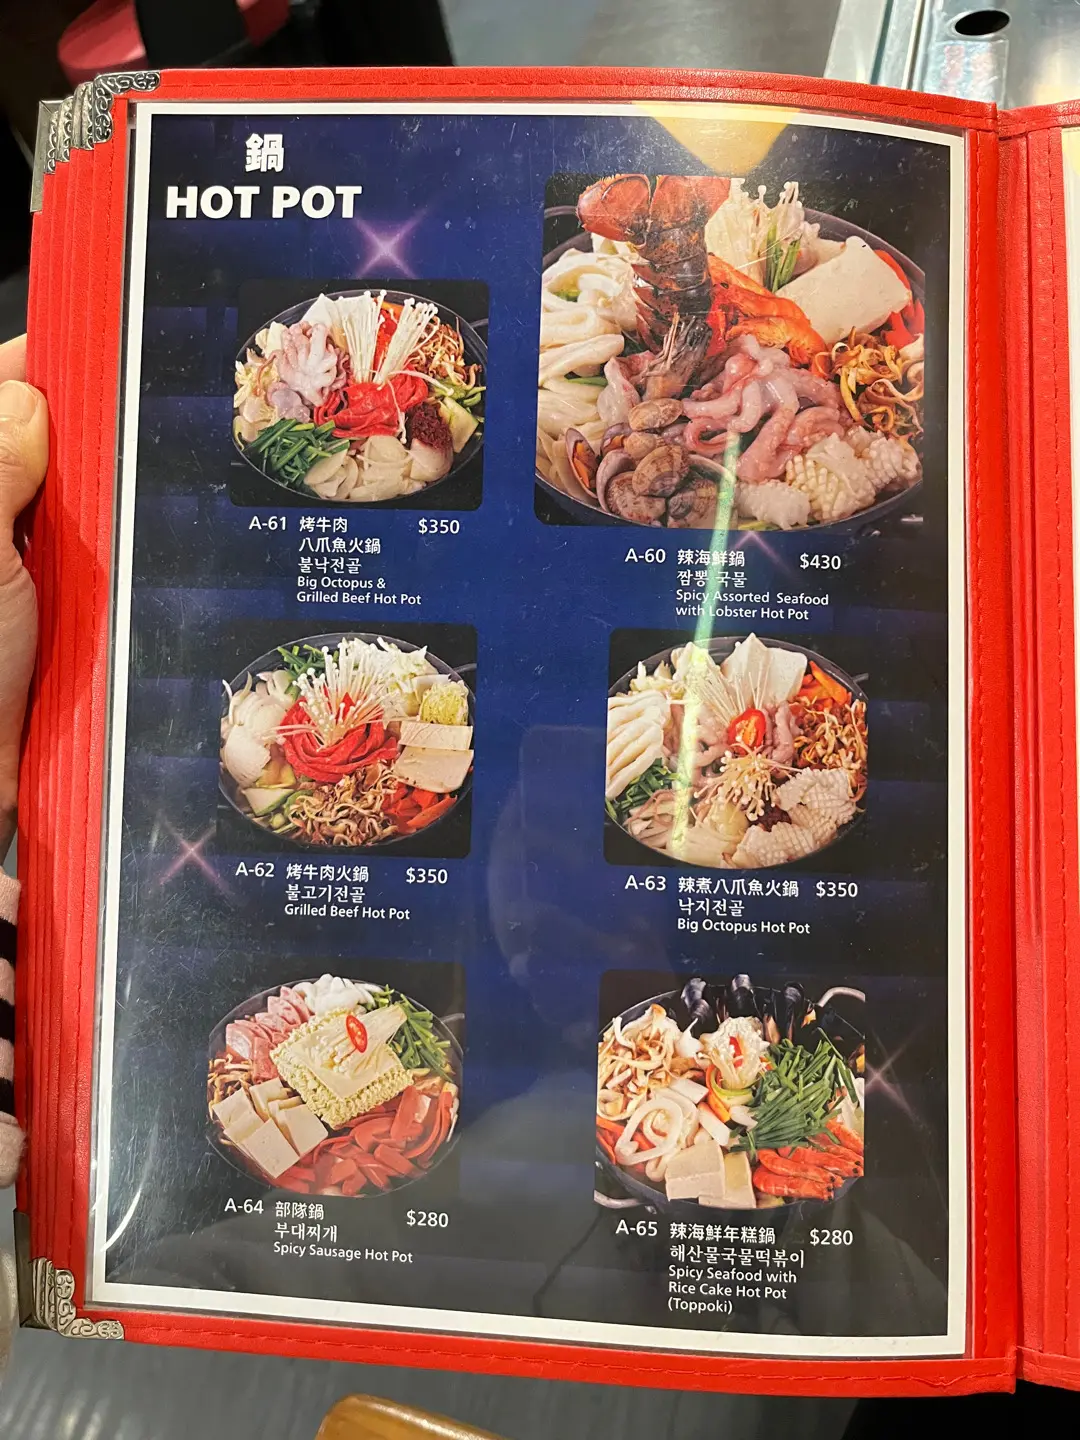 鍋
HOT POT
A-61 烤牛肉 $350
八爪魚火鍋
불낙전골
Big Octopus &
Grilled Beef Hot Pot
A-60 辣海鮮鍋 $430
짬뽕 국물
Spicy Assorted Seafood
with Lobster Hot Pot
A-62 烤牛肉火鍋 $350
불고기전골
Grilled Beef Hot Pot
A-63 辣煮八爪魚火鍋 $350
낙지전골
Big Octopus Hot Pot
A-64 部隊鍋 $280
부대찌개
Spicy Sausage Hot Pot
A-65 辣海鮮年糕鍋 $280
해산물국물떡볶이
Spicy Seafood with
Rice Cake Hot Pot
(Toppoki)